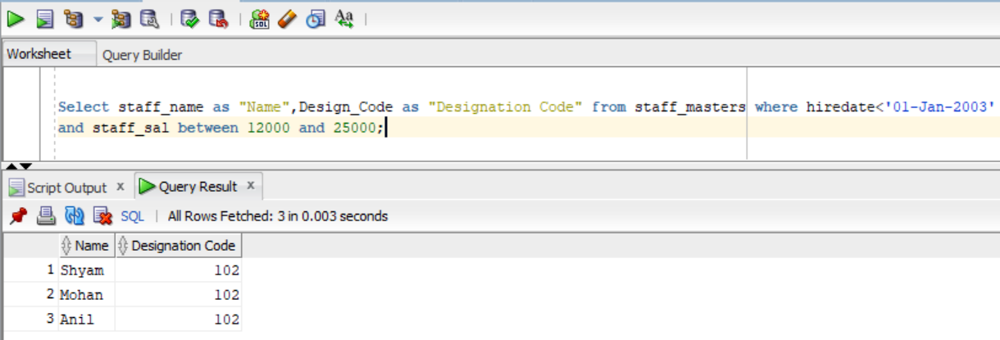 SQL
Aa
Worksheet Query Builder
Select staff_name as "Name",Design_Code as "Designation Code" from staff_masters where hiredate<'01-Jan-2003'
and staff_sal between 12000 and 25000;
Script Output x Query Result x
SQL | All Rows Fetched: 3 in 0.003 seconds
Name Designation Code
1 Shyam 102
2 Mohan 102
3 Anil 102